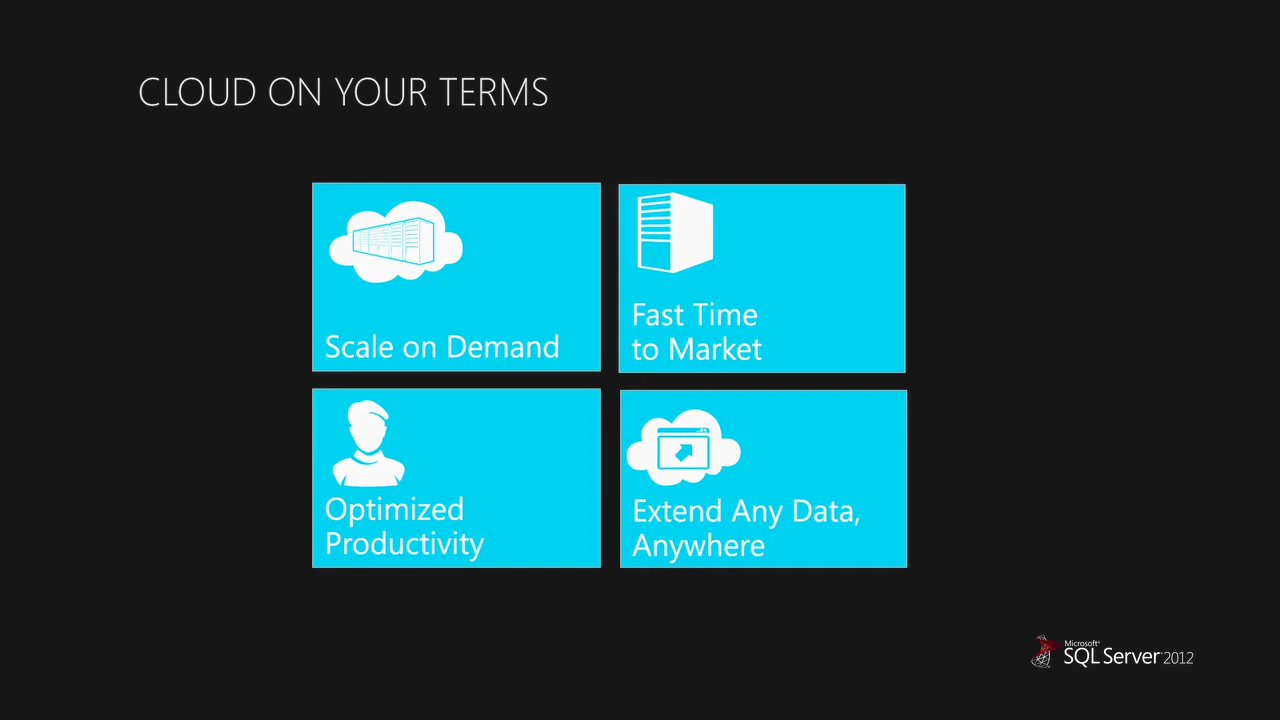 CLOUD ON YOUR TERMS
Scale on Demand
Fast Time
to Market
Optimized
Productivity
Extend Any Data,
Anywhere
Microsoft®
SQL Server 2012